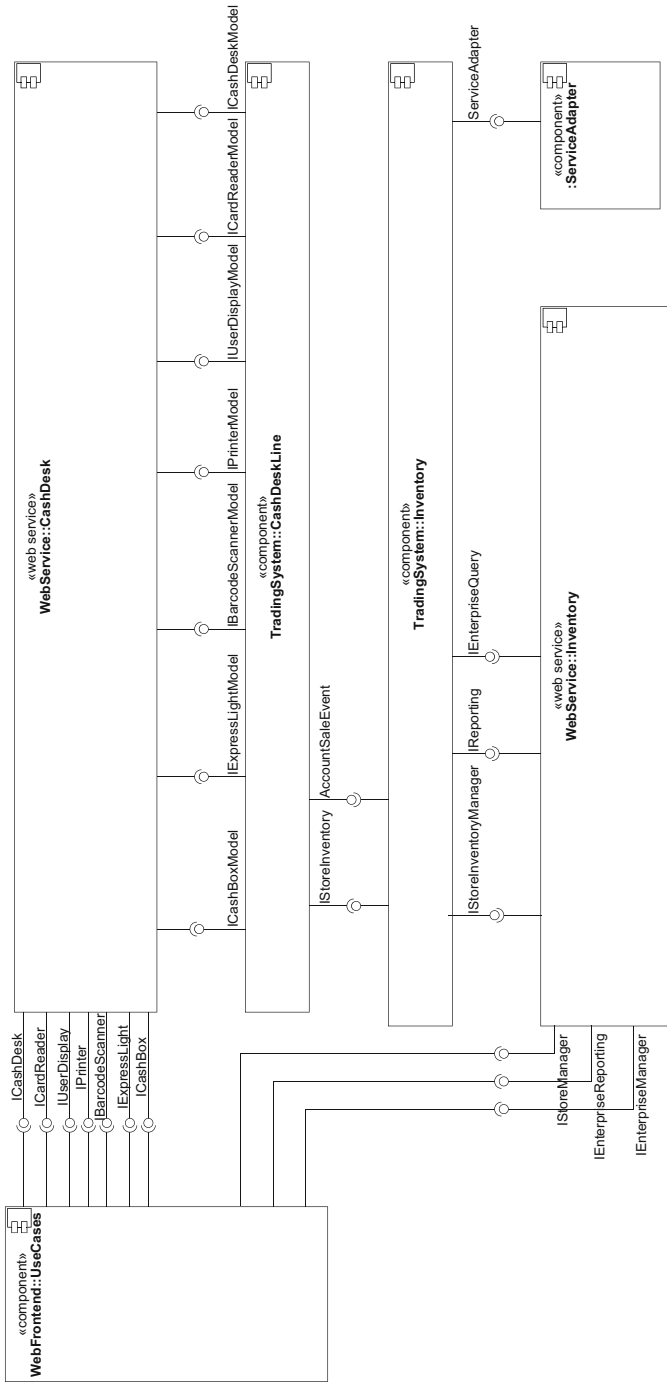 «component»
WebFrontend::UseCases
ICashDesk
ICardReader
IUserDisplay
IPrinter
IBarcodeScanner
IExpressLight
ICashBox
«web service»
WebService::CashDesk
ICashBoxModel
IExpressLightModel
IBarcodeScannerModel
IPrinterModel
IUserDisplayModel
ICardReaderModel
ICashDeskModel
«component»
TradingSystem::CashDeskLine
IStoreInventory
AccountSaleEvent
«component»
TradingSystem::Inventory
IStoreInventoryManager
IReporting
IEnterpriseQuery
ServiceAdapter
IStoreManager
IEnterpriseReporting
IEnterpriseManager
«web service»
WebService::Inventory
«component»
:ServiceAdapter